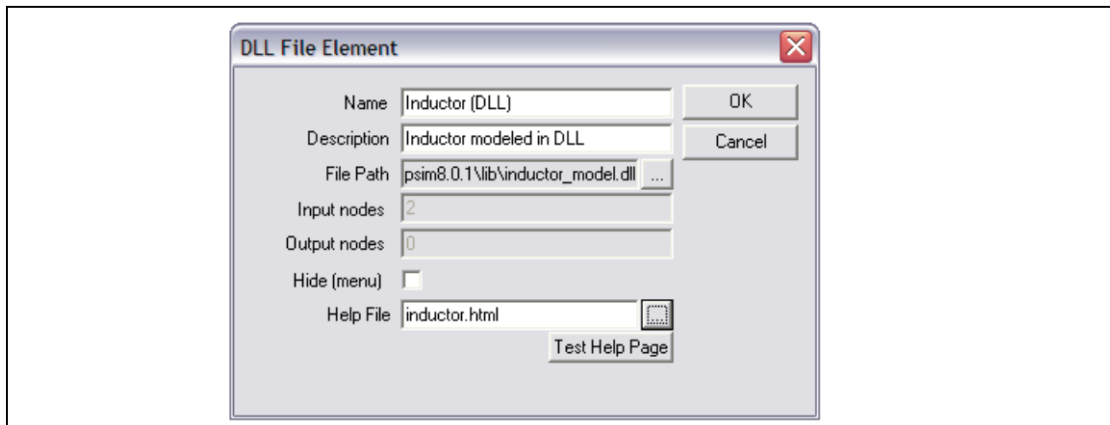 DLL File Element
Name Inductor (DLL) OK
Description Inductor modeled in DLL Cancel
File Path psim8.0.1\lib\inductor_model.dll ...
Input nodes 2
Output nodes 0
Hide (menu)
Help File inductor.html ...
Test Help Page